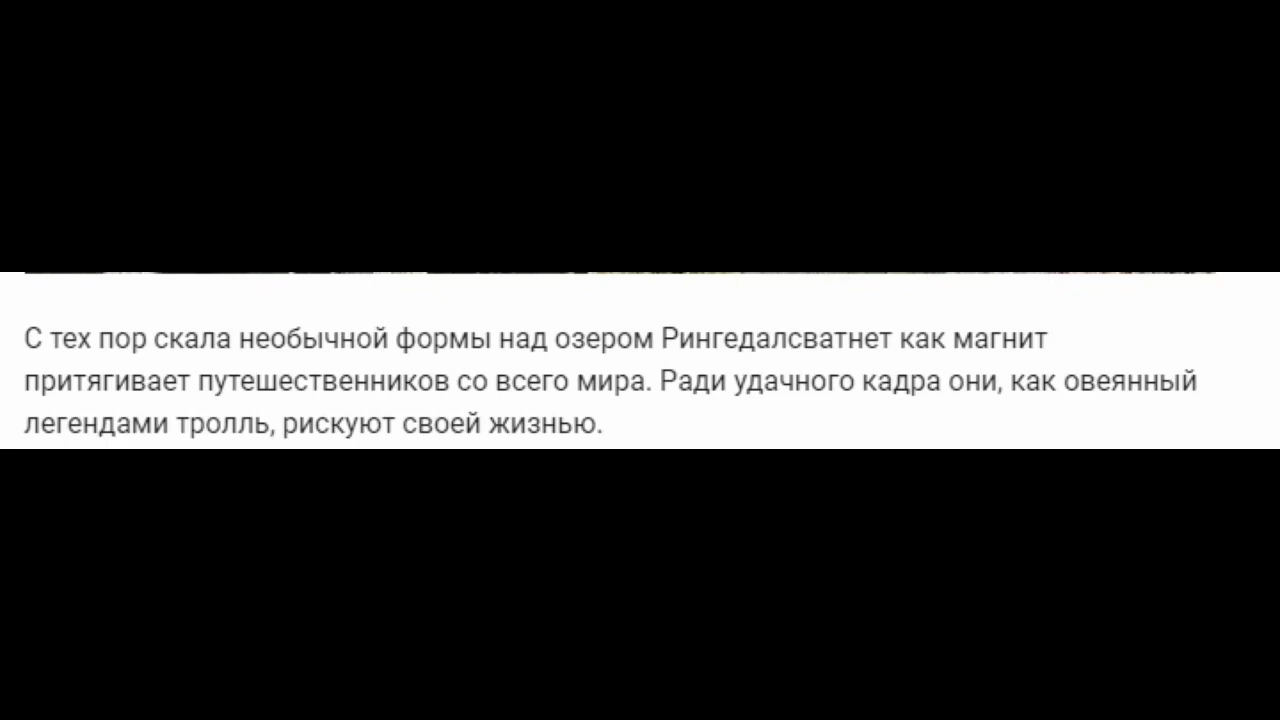 С тех пор скала необычной формы над озером Рингедалсватнет как магнит
притягивает путешественников со всего мира. Ради удачного кадра они, как овеянный
легендами тролль, рискуют своей жизнью.